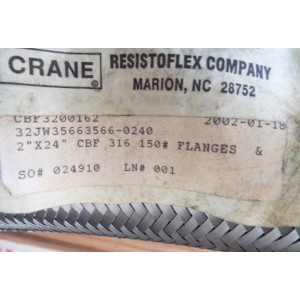 CRANE
RESISTOFLEX COMPANY
MARION, NC 28752
CBF3200162 2002-01-18
32JW35663566-0240
2"X24" CBF 316 150# FLANGES &
SO# 024910 LN# 001